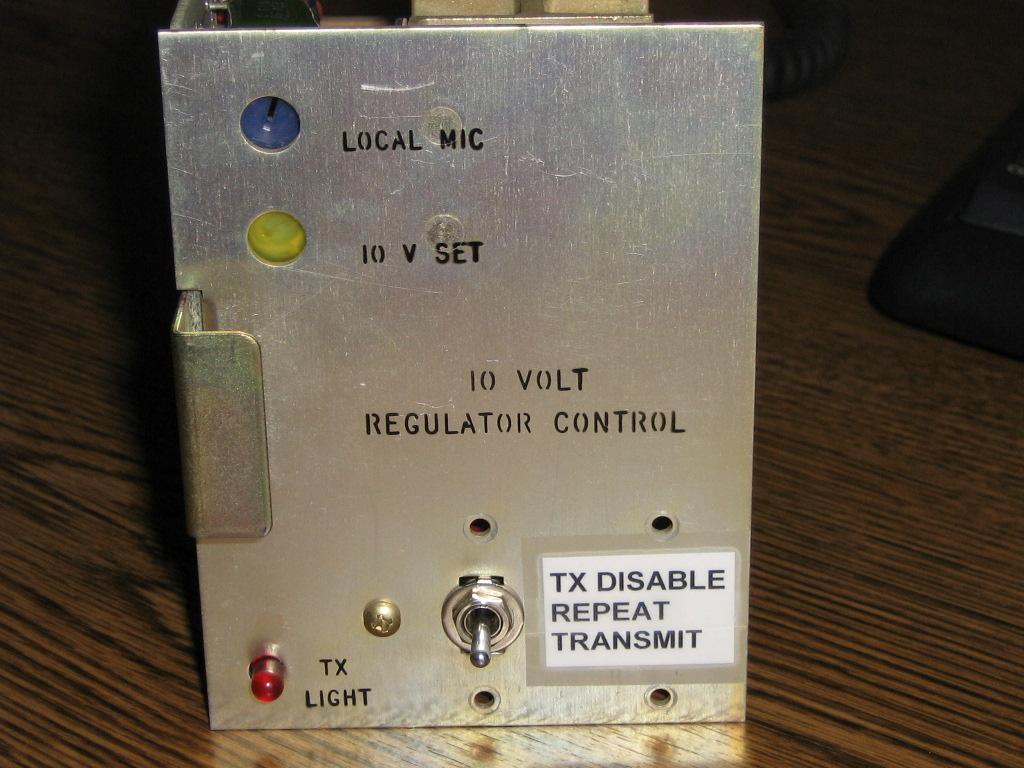 LOCAL MIC
10 V SET
10 VOLT
REGULATOR CONTROL
TX DISABLE
REPEAT
TRANSMIT
TX
LIGHT